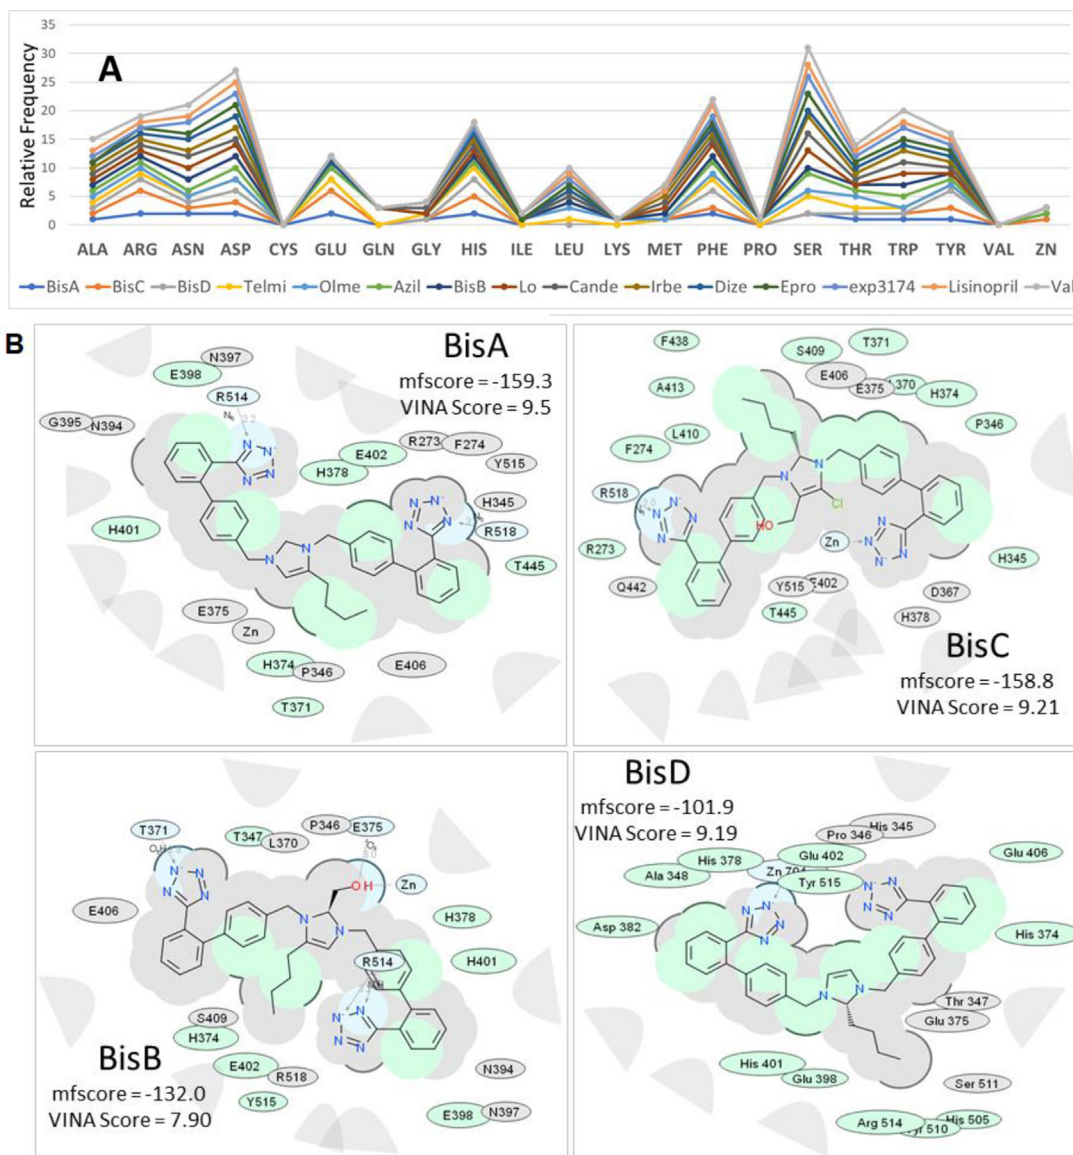 A
Relative Frequency
35
30
25
20
15
10
5
0
ALA ARG ASN ASP CYS GLU GLN GLY HIS ILE LEU LYS MET PHE PRO SER THR TRP TYR VAL ZN
BisA BisC BisD Telmi Olme Azil BisB Lo Cande Irbe Dize Epro exp3174 Lisinopril Val
B
BisA
mfscore = -159.3
VINA Score = 9.5
N397
E398
R514
3.2
G395
N394
R273
F274
E402
Y515
H378
H345
R518
H401
T445
E375
Zn
H374
P346
E406
T371
N N N N
N N N N
N N
F438
S409
T371
E406
E375
L370
H374
A413
P346
L410
F274
R518
R273
HO
Cl
Zn
H345
Q442
Y515
E402
D367
T445
H378
N N N N
N N N N
N N
BisC
mfscore = -158.8
VINA Score = 9.21
T371
T347
L370
P346
E375
OH
Zn
E406
H378
R514
H401
S409
H374
E402
R518
Y515
N394
E398
N397
N N N N
N N N N
N N
BisB
mfscore = -132.0
VINA Score = 7.90
BisD
mfscore = -101.9
VINA Score = 9.19
His 345
Pro 346
Glu 402
Glu 406
His 378
Ala 348
Tyr 515
Asp 382
His 374
Thr 347
Glu 375
His 401
Glu 398
Ser 511
Arg 514
His 505
N N N N
N N N N
N N